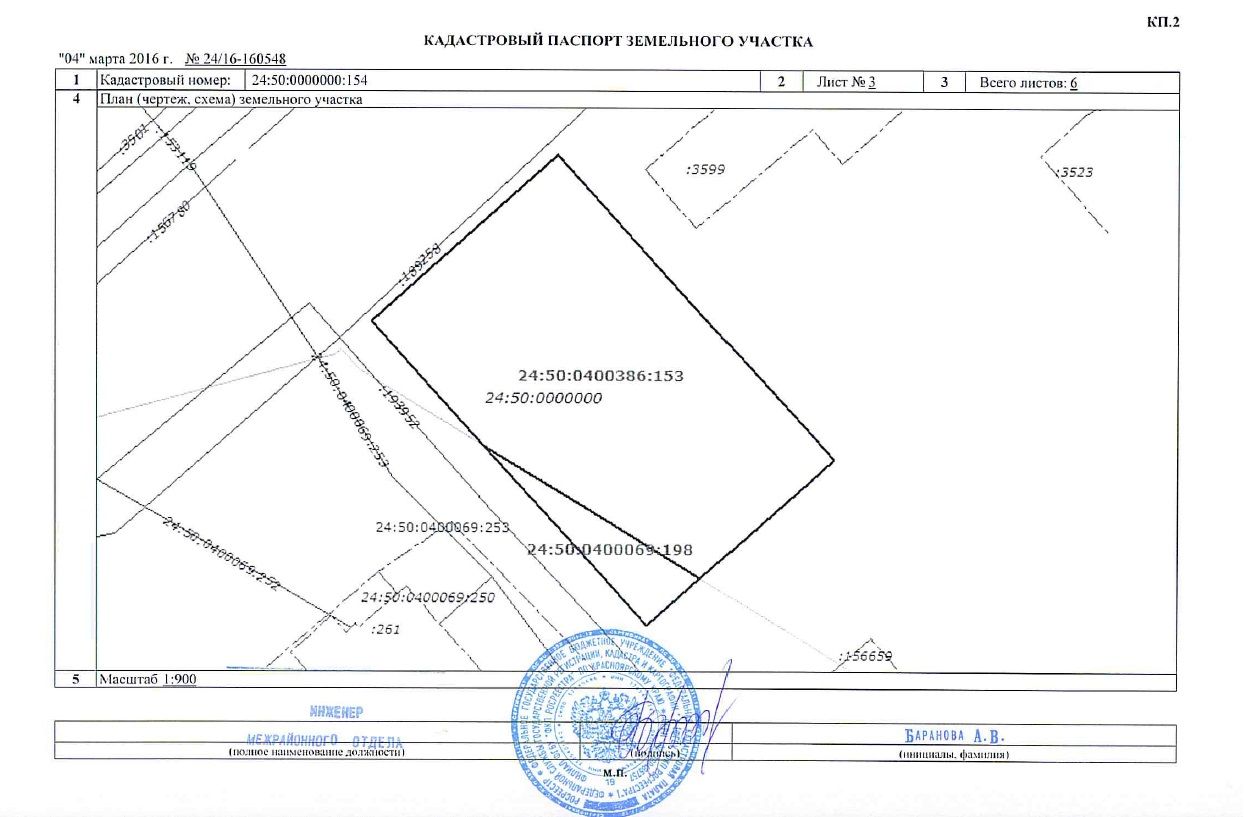 КП.2
КАДАСТРОВЫЙ ПАСПОРТ ЗЕМЕЛЬНОГО УЧАСТКА
"04" марта 2016 г. № 24/16-160548
1 Кадастровый номер: 24:50:0000000:154 2 Лист № 3 3 Всего листов: 6
4 План (чертеж, схема) земельного участка
:3501
:153449
:3599
:3523
:156780
:189258
24:50:0400386:153
24:50:0000000
:193952
24:50:0400069:253
24:50:0400069:253
24:50:0400069:198
24:50:0400069:252
24:50:0400069:250
:261
:156659
5 Масштаб 1:900
ИНЖЕНЕР
МЕЖРАЙОННОГО ОТДЕЛА
БАРАНОВА А.В.
(полное наименование должности) (подпись) (инициалы, фамилия)
М.П.